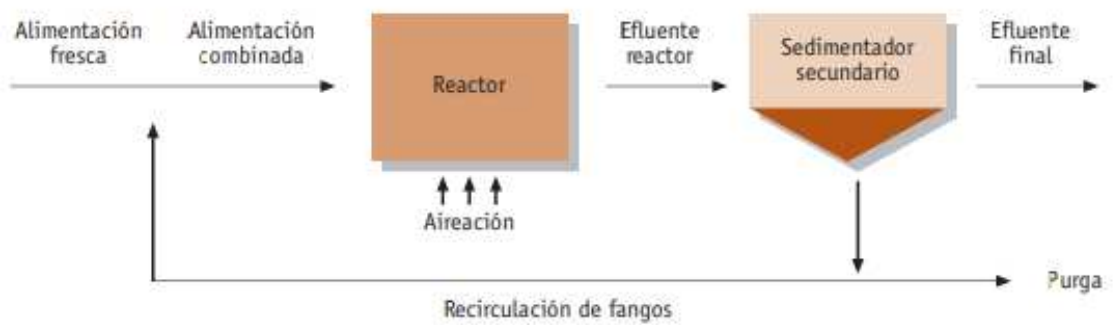 Alimentación
fresca
Alimentación
combinada
Reactor
Efluente
reactor
Sedimentador
secundario
Efluente
final
Aireación
Purga
Recirculación de fangos